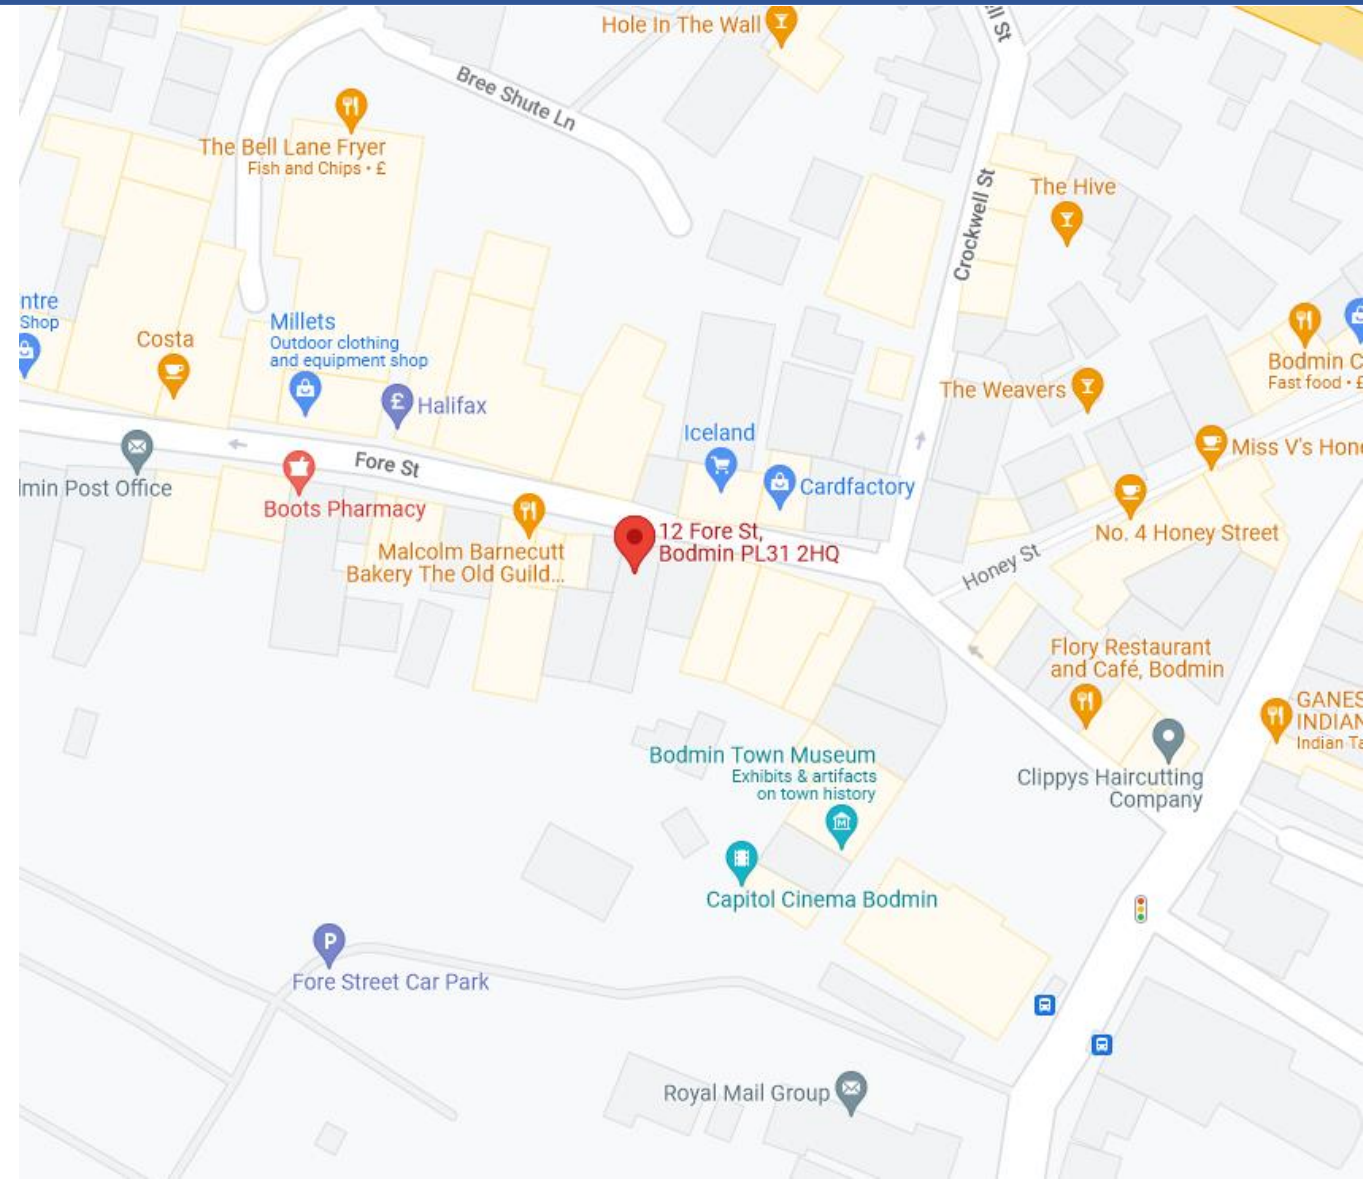 Hole In The Wall
ll St
Bree Shute Ln
The Bell Lane Fryer
Fish and Chips • £
The Hive
Crockwell St
ntre
Shop
Costa
Millets
Outdoor clothing
and equipment shop
Halifax
Bodmin C
Fast food • £
The Weavers
Iceland
Miss V's Hone
Fore St
lmin Post Office
Boots Pharmacy
Cardfactory
12 Fore St,
Bodmin PL31 2HQ
No. 4 Honey Street
Malcolm Barnecutt
Bakery The Old Guild...
Honey St
Flory Restaurant
and Café, Bodmin
GANES
INDIAN
Indian Ta
Bodmin Town Museum
Exhibits & artifacts
on town history
Clippys Haircutting
Company
Capitol Cinema Bodmin
P
Fore Street Car Park
Royal Mail Group